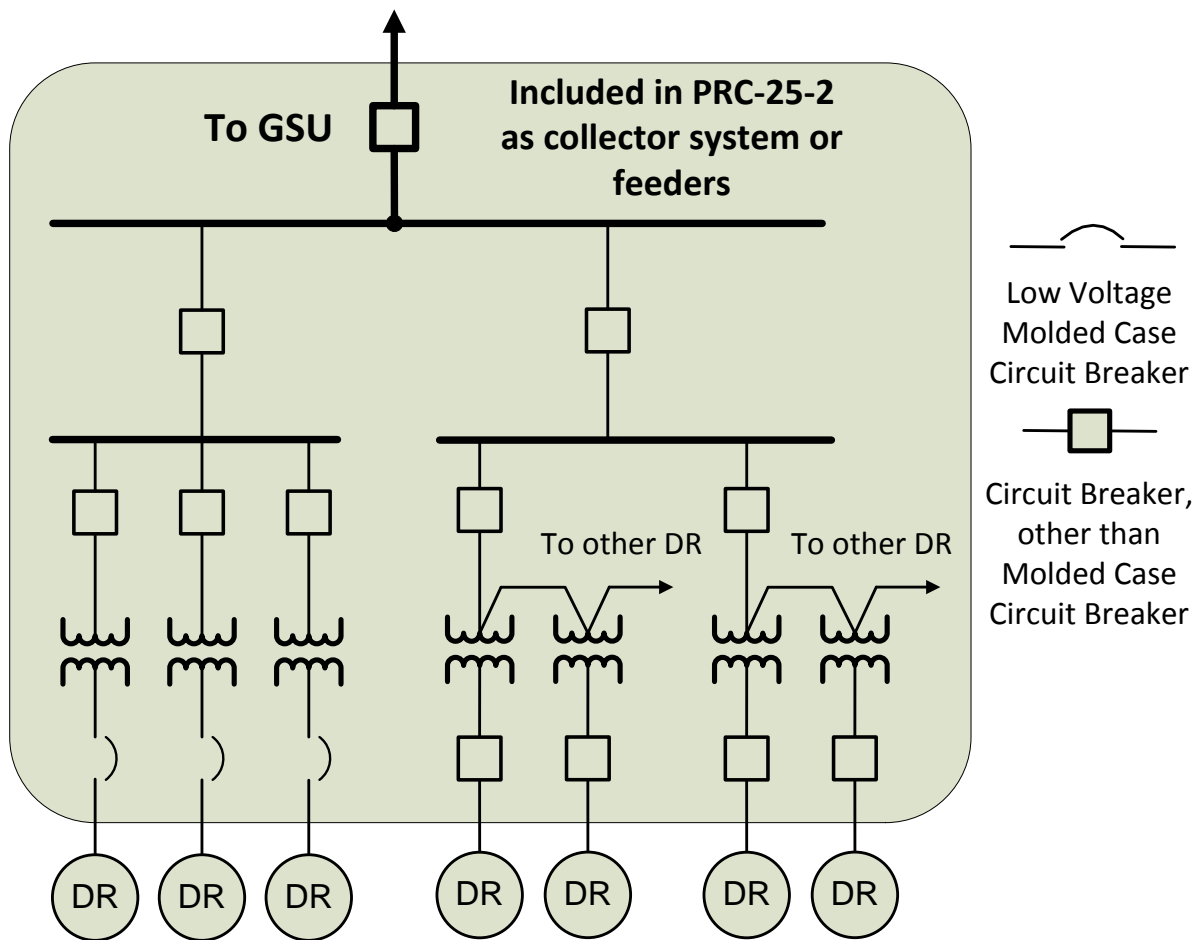 To GSU
Included in PRC-25-2
as collector system or
feeders
Low Voltage
Molded Case
Circuit Breaker
Circuit Breaker,
other than
Molded Case
Circuit Breaker
To other DR
To other DR
DR
DR
DR
DR
DR
DR
DR